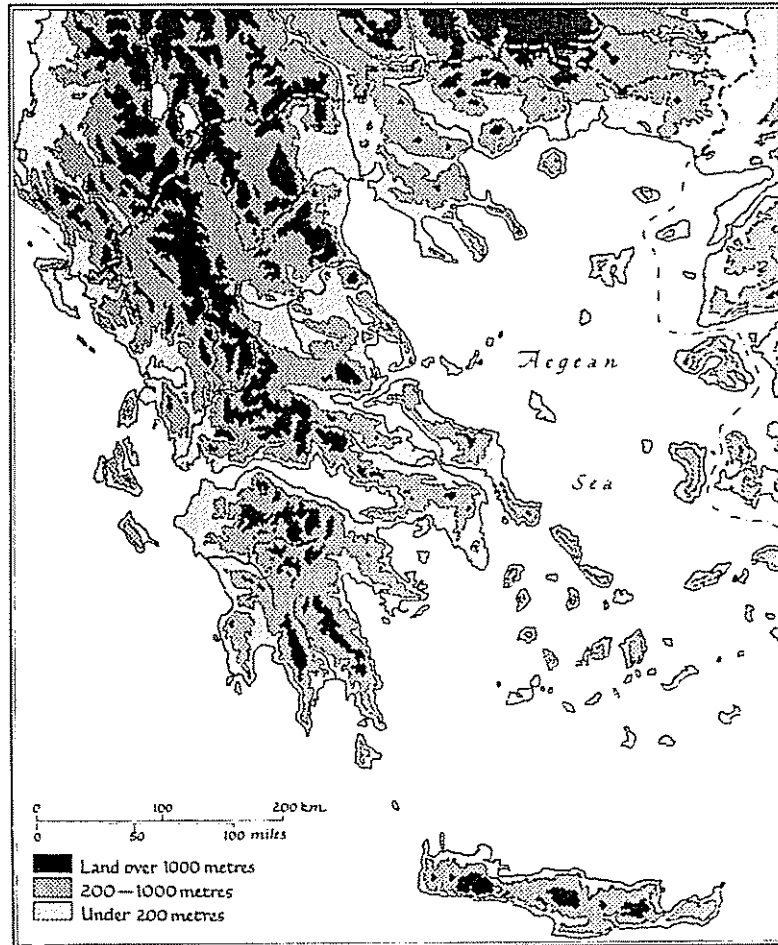 Aegean
Sea
0 100 200 km.
0 50 100 miles
Land over 1000 metres
200—1000 metres
Under 200 metres